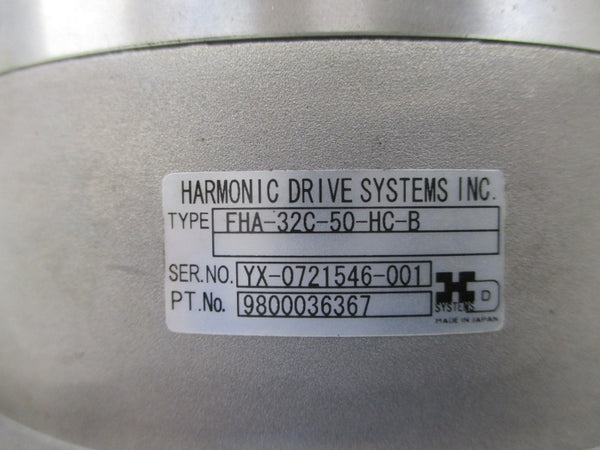 HARMONIC DRIVE SYSTEMS INC.
TYPE FHA-32C-50-HC-B
SER.NO. YX-0721546-001
PT.No. 9800036367
H D
SYSTEMS
MADE IN JAPAN